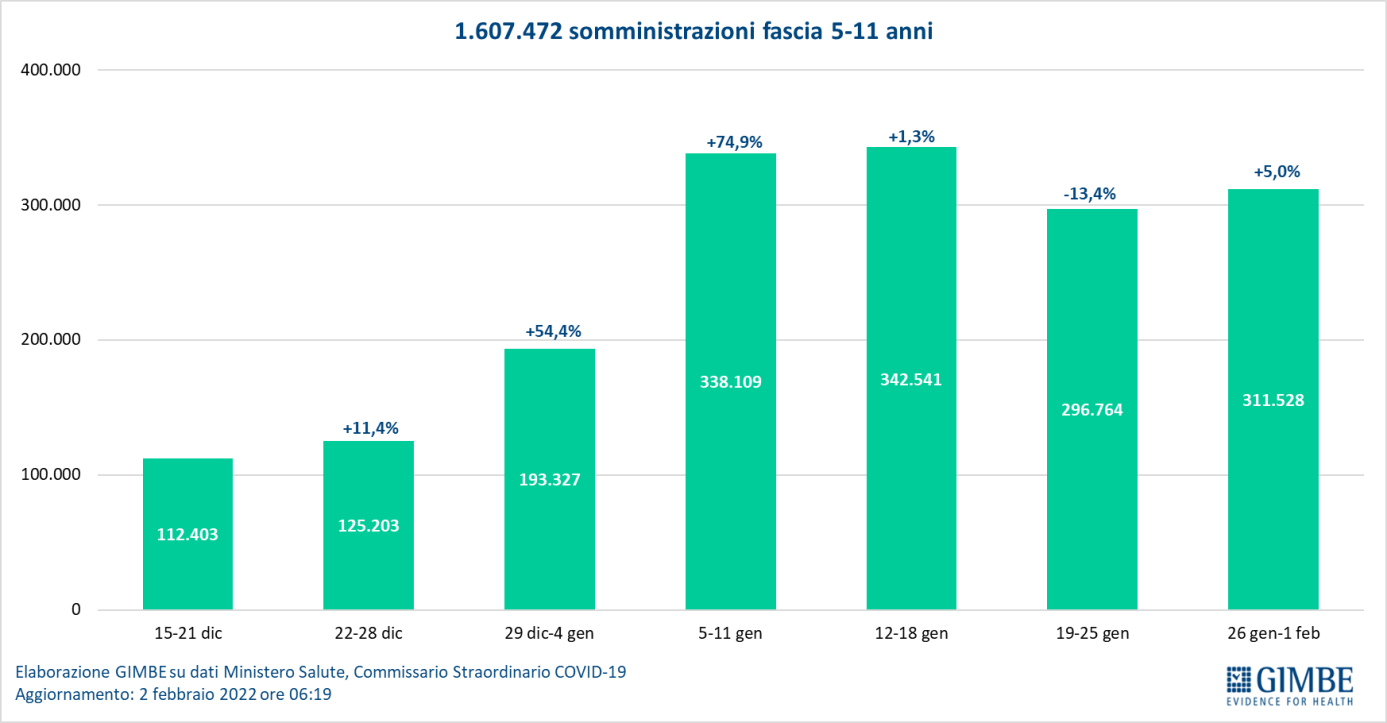 1.607.472 somministrazioni fascia 5-11 anni
400.000
300.000
200.000
100.000
0
+11,4%
+54,4%
+74,9%
+1,3%
-13,4%
+5,0%
112.403
125.203
193.327
338.109
342.541
296.764
311.528
15-21 dic
22-28 dic
29 dic-4 gen
5-11 gen
12-18 gen
19-25 gen
26 gen-1 feb
Elaborazione GIMBE su dati Ministero Salute, Commissario Straordinario COVID-19
Aggiornamento: 2 febbraio 2022 ore 06:19
GIMBE
EVIDENCE FOR HEALTH